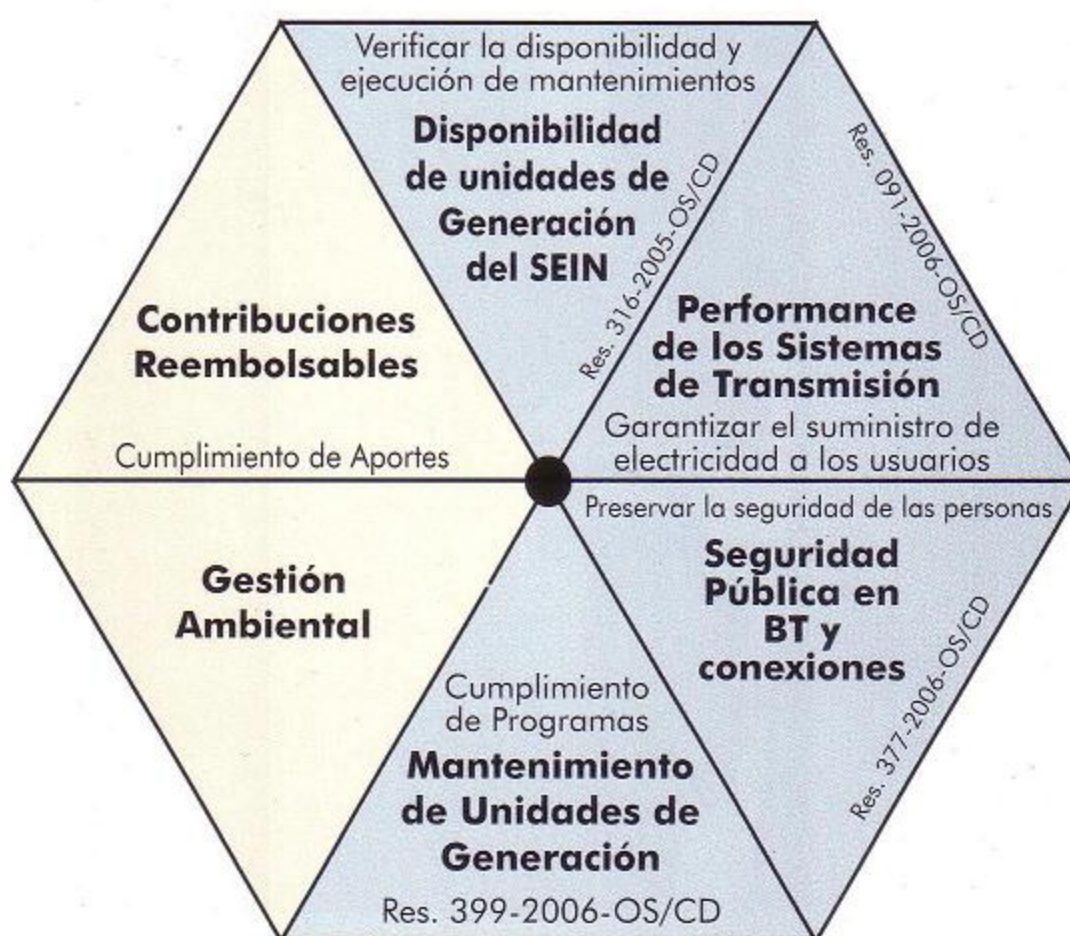 Verificar la disponibilidad y
ejecución de mantenimientos
Disponibilidad
de unidades de
Generación
del SEIN
Res. 316-2005-OS/CD
Res. 091-2006-OS/CD
Performance
de los Sistemas
de Transmisión
Garantizar el suministro de
electricidad a los usuarios
Contribuciones
Reembolsables
Cumplimiento de Aportes
Preservar la seguridad de las personas
Seguridad
Pública en
BT y
conexiones
Res. 377-2006-OS/CD
Gestión
Ambiental
Cumplimiento
de Programas
Mantenimiento
de Unidades de
Generación
Res. 399-2006-OS/CD